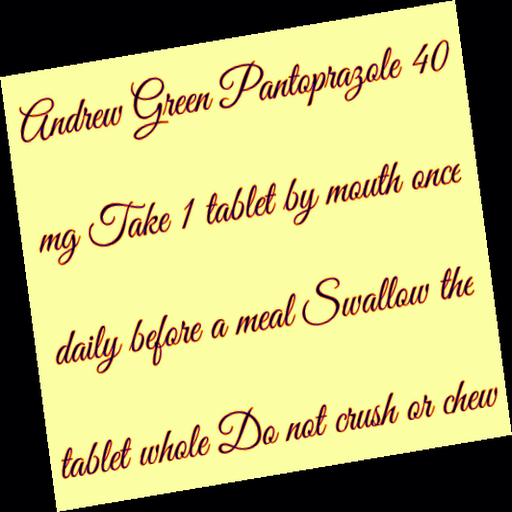 Andrew Green Pantoprazole 40
mg Take 1 tablet by mouth once
daily before a meal Swallow the
tablet whole Do not crush or chew